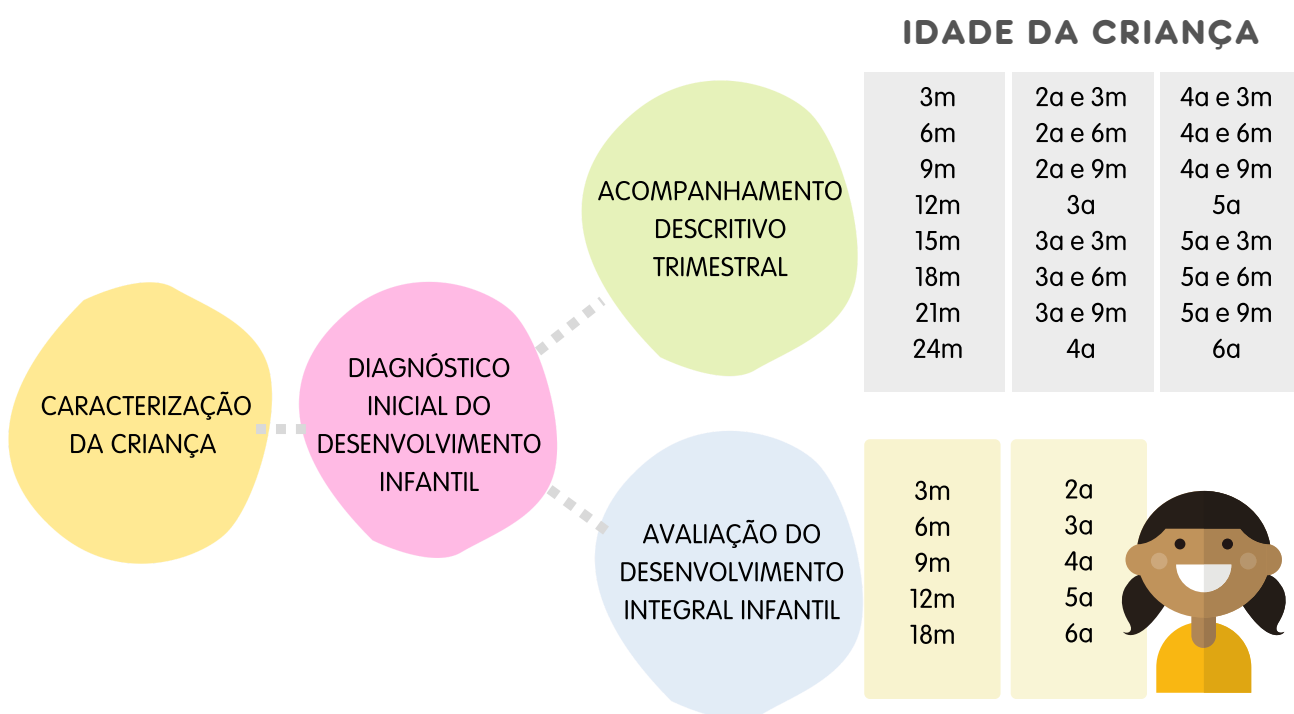 IDADE DA CRIANÇA
CARACTERIZAÇÃO
DA CRIANÇA
DIAGNÓSTICO
INICIAL DO
DESENVOLVIMENTO
INFANTIL
ACOMPANHAMENTO
DESCRITIVO
TRIMESTRAL
3m
6m
9m
12m
15m
18m
21m
24m
2a e 3m
2a e 6m
2a e 9m
3a
3a e 3m
3a e 6m
3a e 9m
4a
4a e 3m
4a e 6m
4a e 9m
5a
5a e 3m
5a e 6m
5a e 9m
6a
AVALIAÇÃO DO
DESENVOLVIMENTO
INTEGRAL INFANTIL
3m
6m
9m
12m
18m
2a
3a
4a
5a
6a